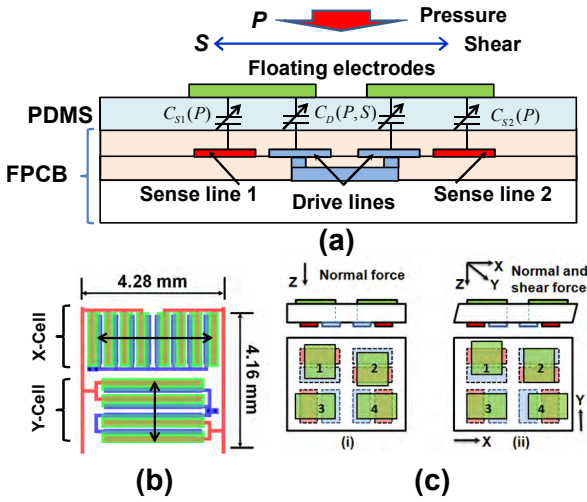 P
Pressure
S
Shear
Floating electrodes
PDMS
C_{S1}(P)
C_D(P,S)
C_{S2}(P)
FPCB
Sense line 1
Drive lines
Sense line 2
(a)
4.28 mm
X-Cell
Y-Cell
4.16 mm
(b)
Z
Normal force
1
2
3
4
(i)
X
Z
Y
X
Normal and
shear force
1
2
3
4
(ii)
Y
(c)